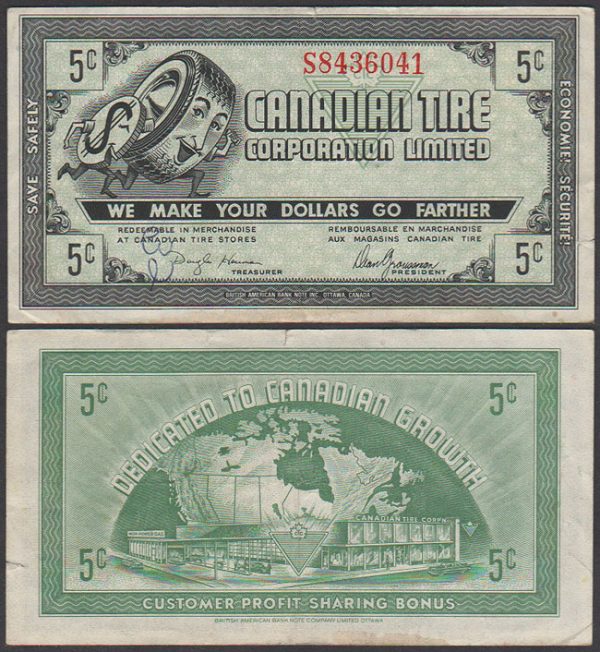 5¢
S8436041
5¢
$
CANADIAN TIRE
CORPORATION LIMITED
SAVE SAFELY
ECONOMIE, SECURITÉ!
WE MAKE YOUR DOLLARS GO FARTHER
REDEEMABLE IN MERCHANDISE
AT CANADIAN TIRE STORES
REMBOURSABLE EN MARCHANDISE
AUX MAGASINS CANADIAN TIRE
5¢
TREASURER
PRESIDENT
5¢
BRITISH AMERICAN BANK NOTE INC. OTTAWA, CANADA
5¢
5¢
DEDICATED TO CANADIAN GROWTH
CANADIAN TIRE CORPN.
5¢
5¢
CUSTOMER PROFIT SHARING BONUS
BRITISH AMERICAN BANK NOTE COMPANY LIMITED OTTAWA